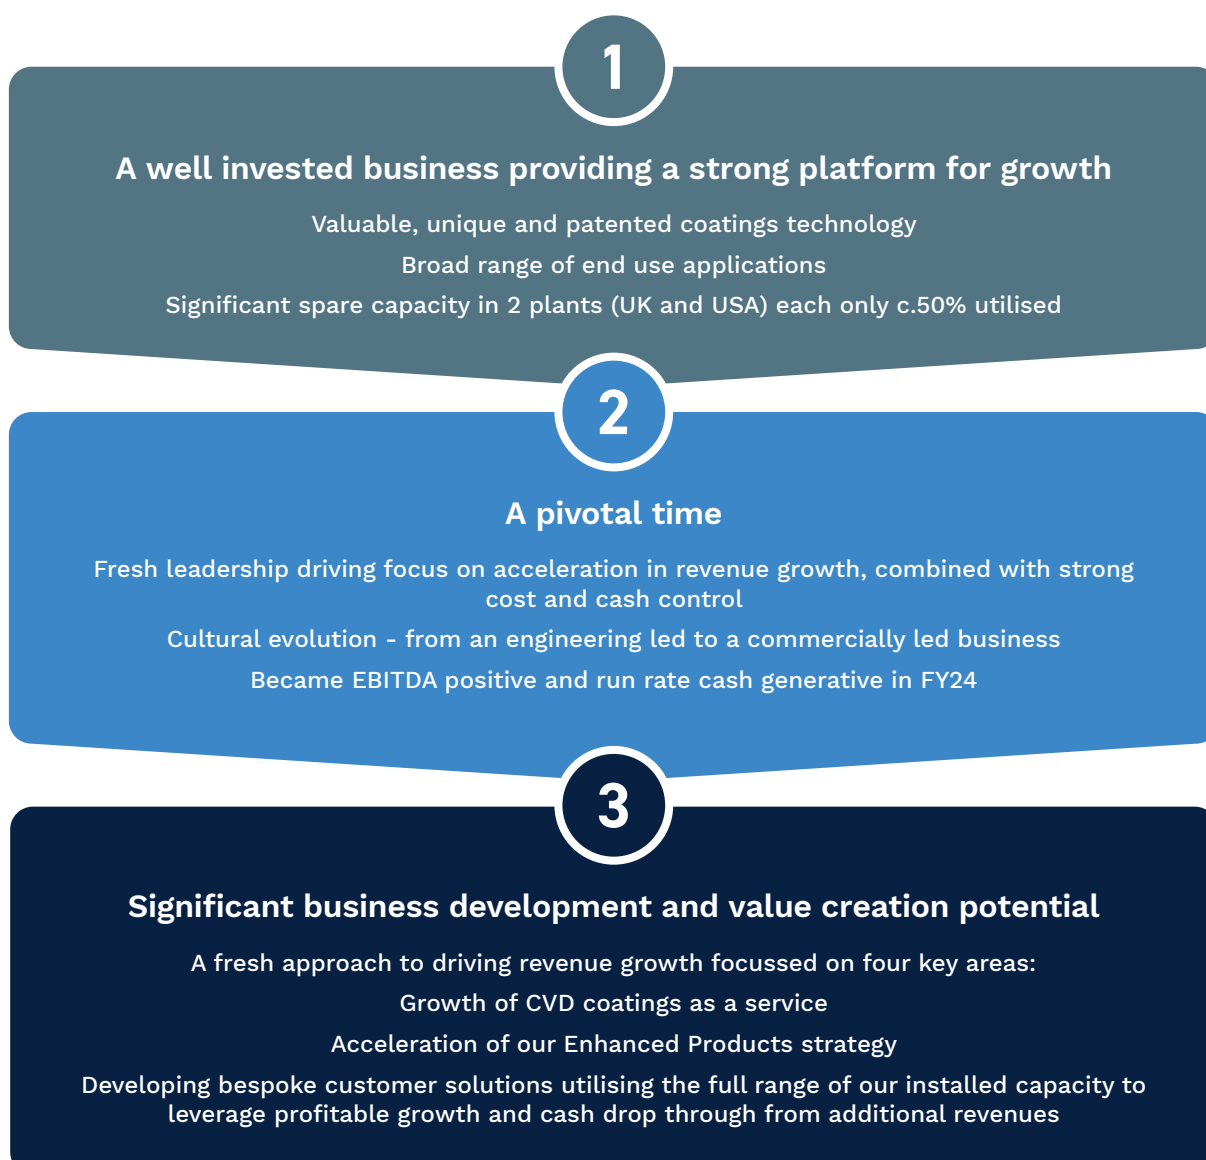 1
A well invested business providing a strong platform for growth
Valuable, unique and patented coatings technology
Broad range of end use applications
Significant spare capacity in 2 plants (UK and USA) each only c.50% utilised
2
A pivotal time
Fresh leadership driving focus on acceleration in revenue growth, combined with strong
cost and cash control
Cultural evolution - from an engineering led to a commercially led business
Became EBITDA positive and run rate cash generative in FY24
3
Significant business development and value creation potential
A fresh approach to driving revenue growth focussed on four key areas:
Growth of CVD coatings as a service
Acceleration of our Enhanced Products strategy
Developing bespoke customer solutions utilising the full range of our installed capacity to
leverage profitable growth and cash drop through from additional revenues